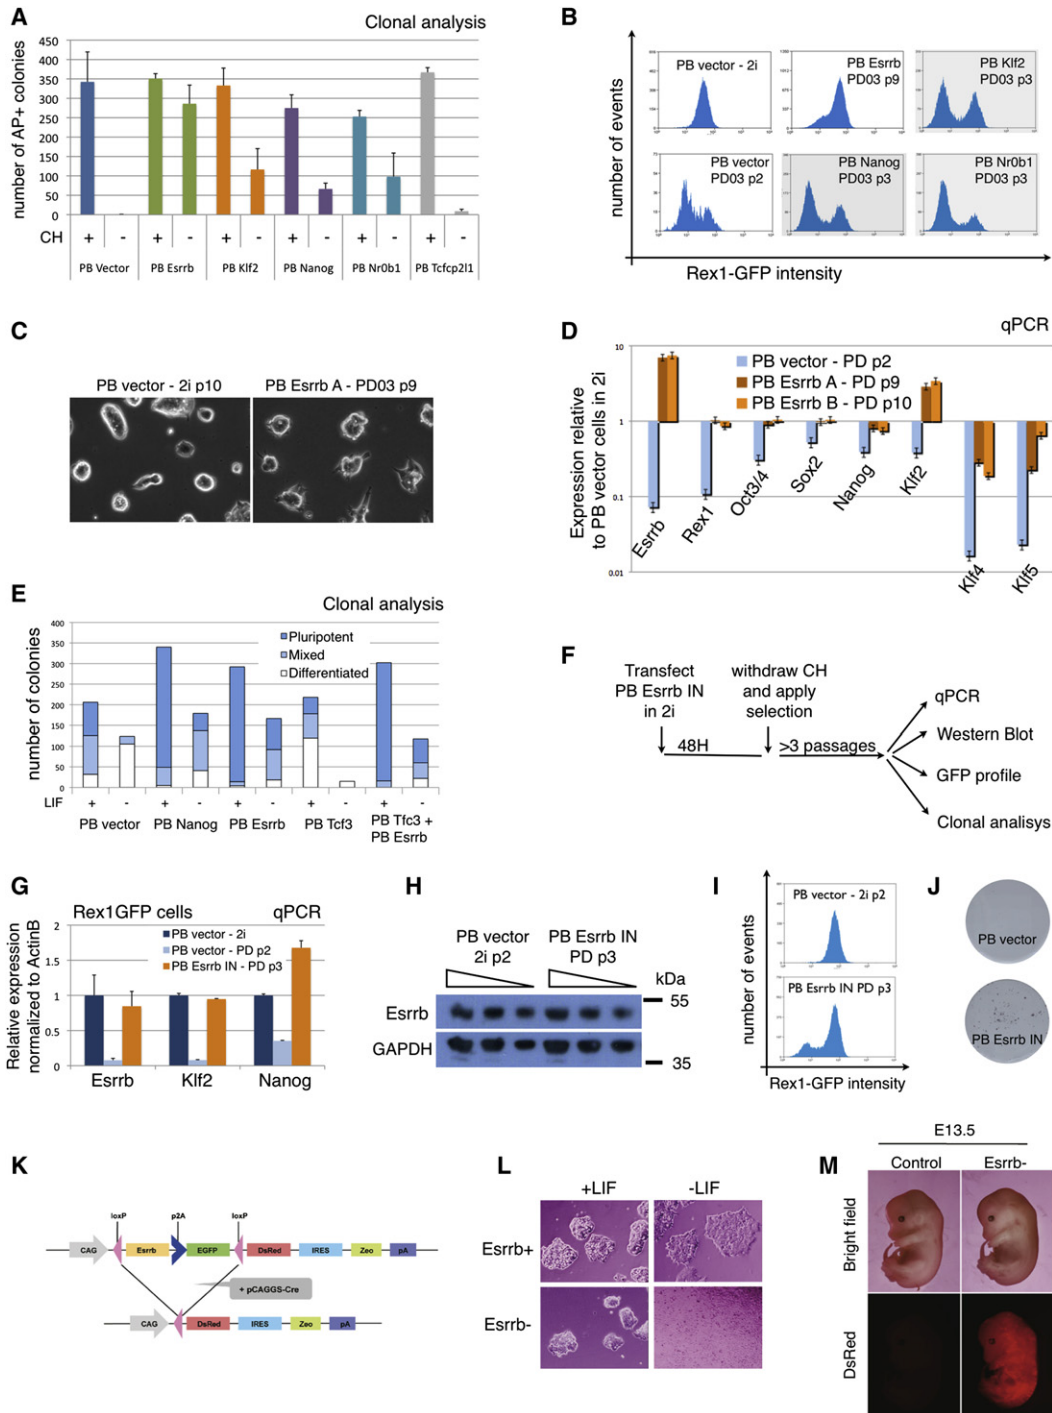 A
Clonal analysis
number of AP+ colonies
450
400
350
300
250
200
150
100
50
0
CH + - + - + - + - + - + -
PB Vector PB Esrrb PB Klf2 PB Nanog PB Nr0b1 PB Tcfcp2l1
B
number of events
PB vector - 2i
PB Esrrb
PD03 p9
PB Klf2
PD03 p3
PB vector
PD03 p2
PB Nanog
PD03 p3
PB Nr0b1
PD03 p3
Rex1-GFP intensity
C
PB vector - 2i p10 PB Esrrb A - PD03 p9
D
qPCR
Expression relative
to PB vector cells in 2i
10
1
0.1
0.01
PB vector - PD p2
PB Esrrb A - PD p9
PB Esrrb B - PD p10
Esrrb Rex1 Oct3/4 Sox2 Nanog Klf2 Klf4 Klf5
E
Clonal analysis
number of colonies
400
350
300
250
200
150
100
50
0
Pluripotent
Mixed
Differentiated
LIF + - + - + - + - + -
PB vector PB Nanog PB Esrrb PB Tcf3 PB Tfc3 +
PB Esrrb
F
Transfect
PB Esrrb IN
in 2i
withdraw CH
and apply
selection
48H
>3 passages
qPCR
Western Blot
GFP profile
Clonal analisys
G
Rex1GFP cells qPCR
Relative expression
normalized to ActinB
2
1.5
1
0.5
0
PB vector - 2i
PB vector - PD p2
PB Esrrb IN - PD p3
Esrrb Klf2 Nanog
H
PB vector
2i p2
PB Esrrb IN
PD p3
kDa
Esrrb
55
GAPDH
35
I
number of events
PB vector - 2i p2
PB Esrrb IN PD p3
Rex1-GFP intensity
J
PB vector
PB Esrrb IN
K
loxP p2A loxP
CAG Esrrb EGFP DsRed IRES Zeo pA
+ pCAGGS-Cre
CAG DsRed IRES Zeo pA
L
+LIF -LIF
Esrrb+
Esrrb-
M
E13.5
Control Esrrb-
Bright field
DsRed